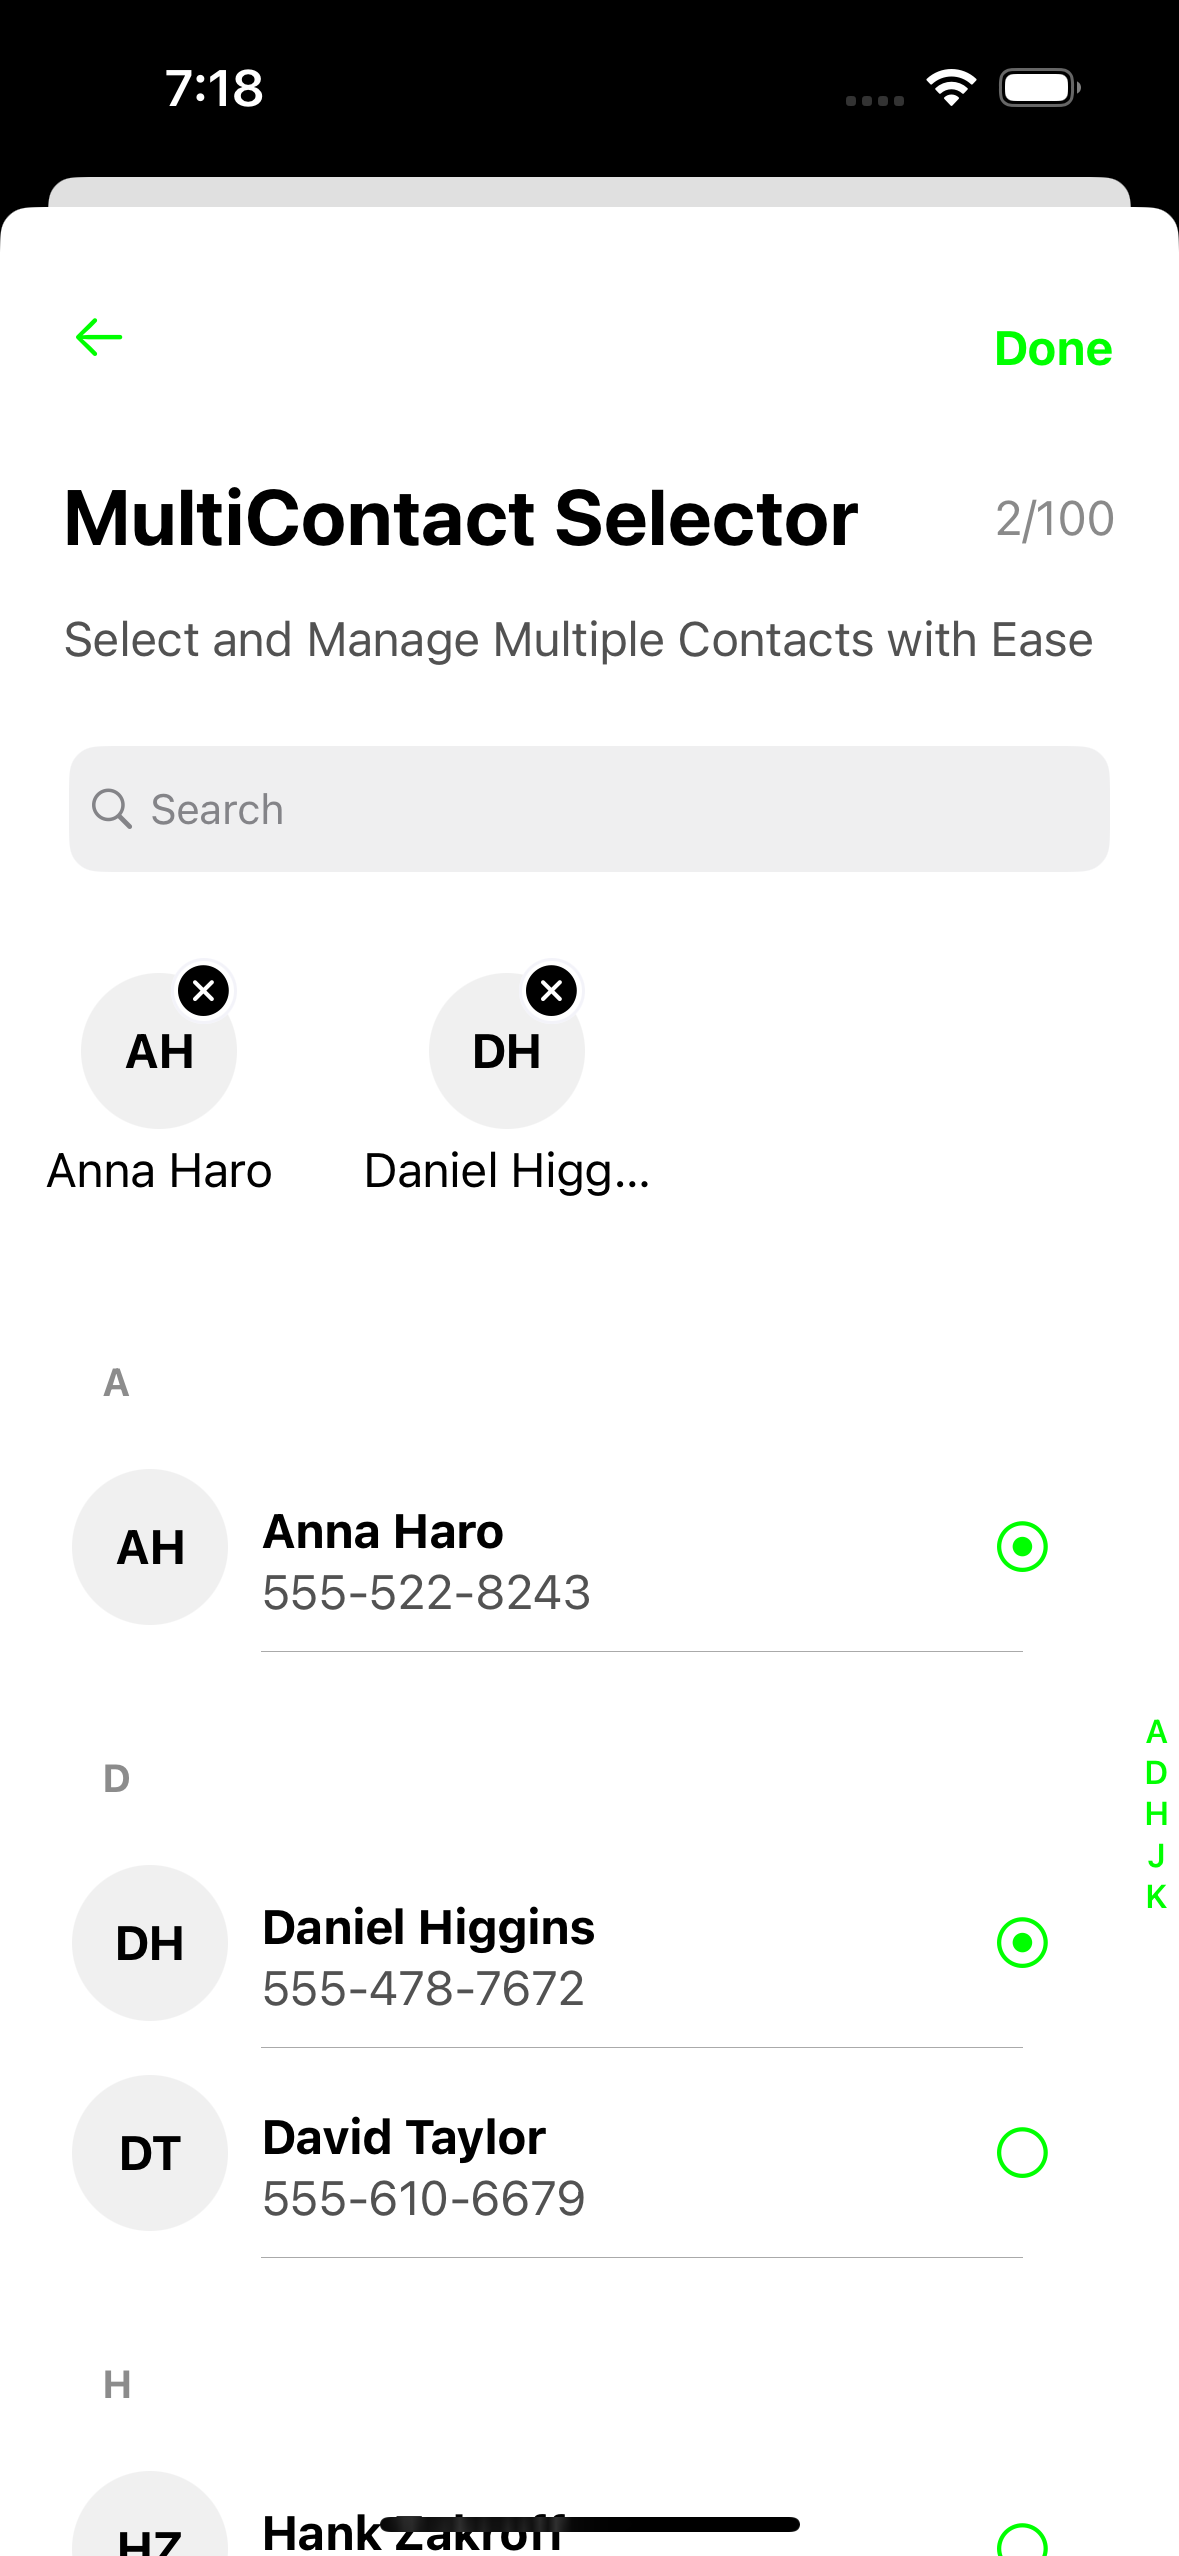 7:18
Done
MultiContact Selector 2/100
Select and Manage Multiple Contacts with Ease
Search
AH DH
Anna Haro Daniel Higg...
A
AH Anna Haro
555-522-8243
D
DH Daniel Higgins
555-478-7672
DT David Taylor
555-610-6679
A
D
H
J
K
H
HZ Hank Zakroff